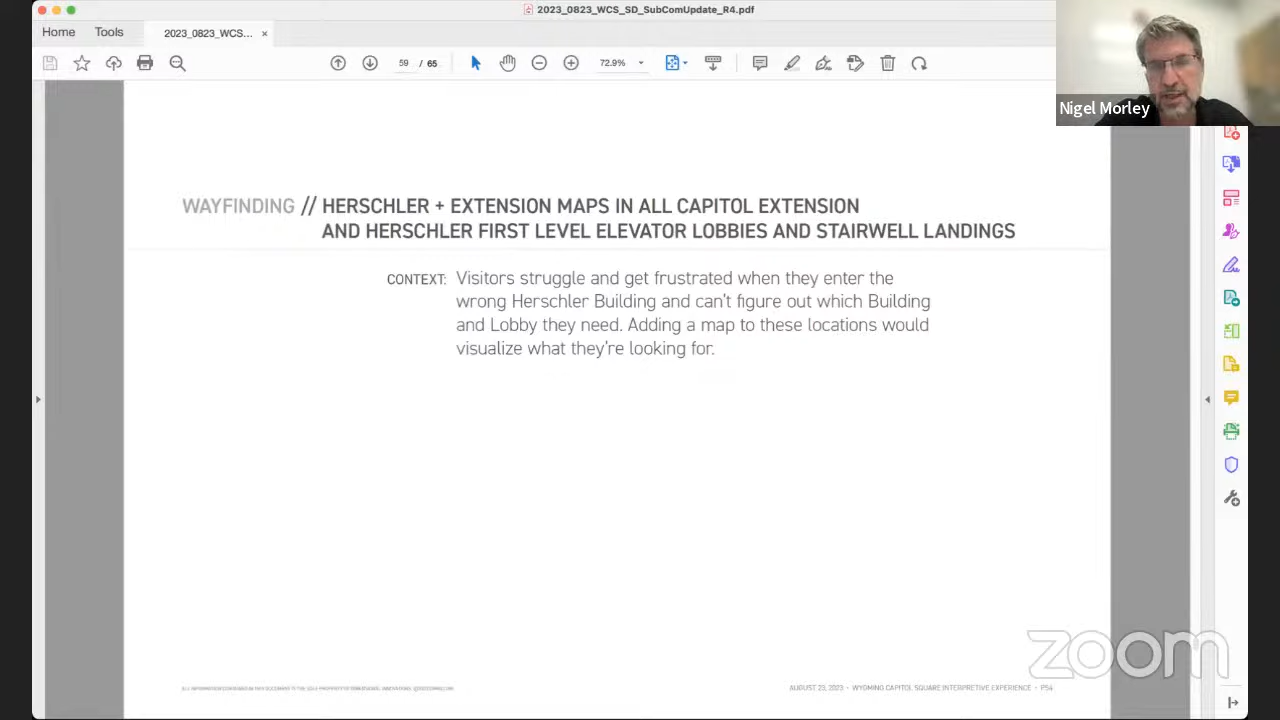 2023_0823_WCS_SD_SubComUpdate_R4.pdf
Home Tools 2023_0823_WCS... ×
59 / 65 72.9%
Nigel Morley
WAYFINDING // HERSCHLER + EXTENSION MAPS IN ALL CAPITOL EXTENSION
AND HERSCHLER FIRST LEVEL ELEVATOR LOBBIES AND STAIRWELL LANDINGS
CONTEXT: Visitors struggle and get frustrated when they enter the
wrong Herschler Building and can't figure out which Building
and Lobby they need. Adding a map to these locations would
visualize what they're looking for.
zoom
AUGUST 23, 2023 - WYOMING CAPITOL SQUARE INTERPRETIVE EXPERIENCE - P54